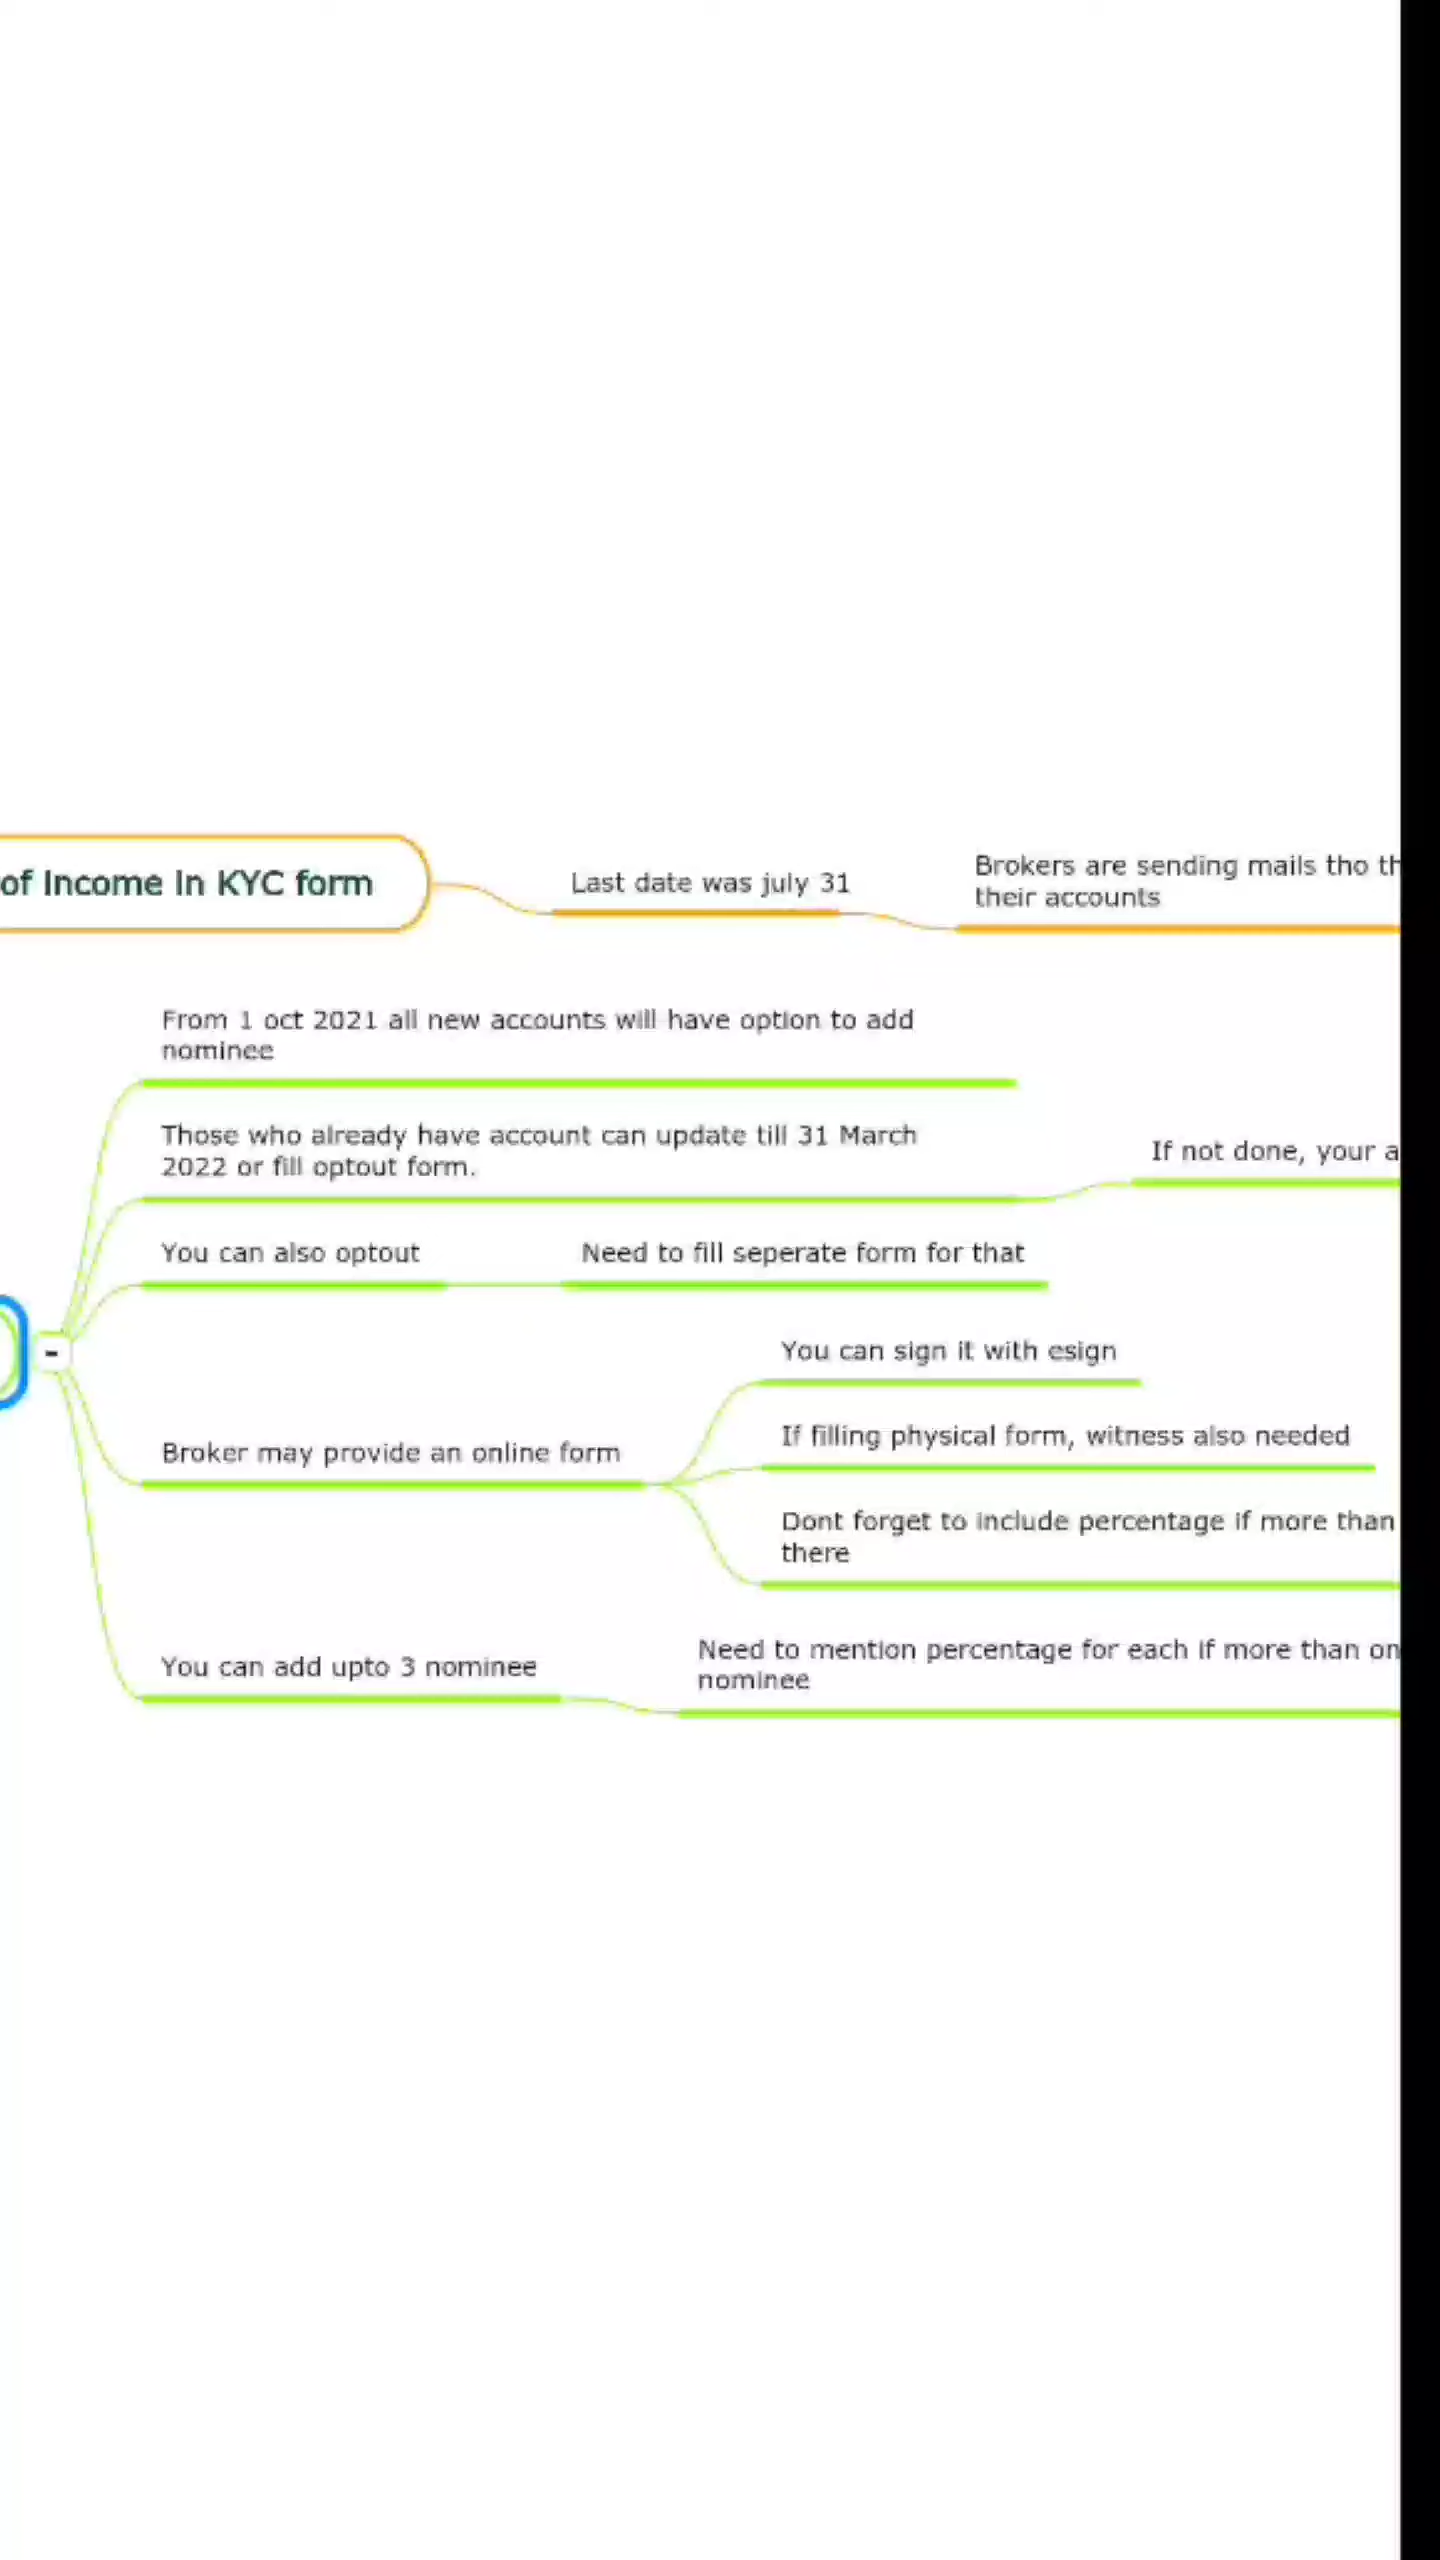 of Income in KYC form
Last date was july 31
Brokers are sending mails tho
their accounts
From 1 oct 2021 all new accounts will have option to add
nominee
Those who already have account can update till 31 March
2022 or fill optout form.
If not done, your
You can also optout
Need to fill seperate form for that
-
You can sign it with esign
If filling physical form, witness also needed
Broker may provide an online form
Dont forget to include percentage if more than
there
You can add upto 3 nominee
Need to mention percentage for each if more than
nominee